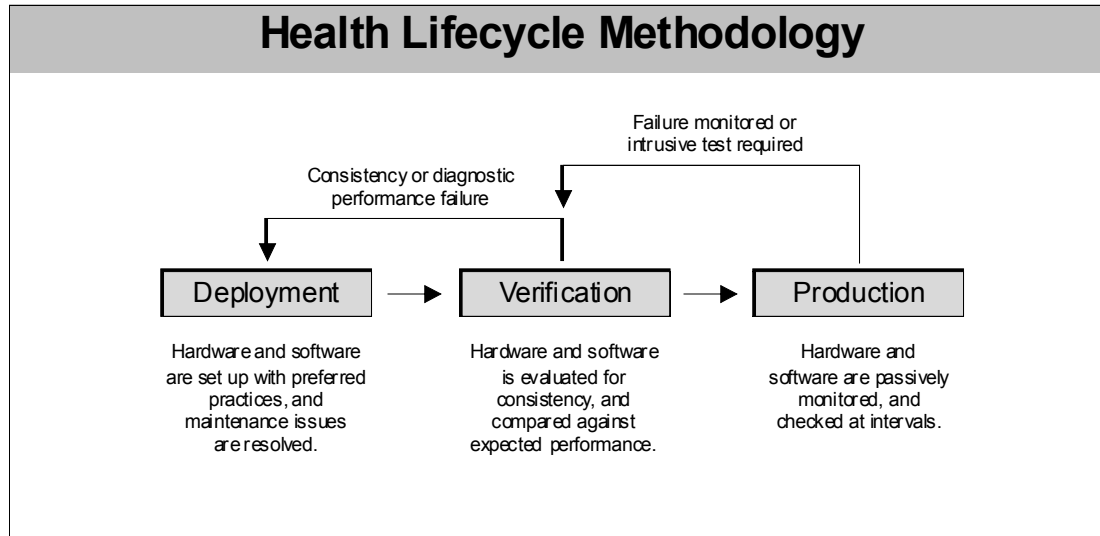 Health Lifecycle Methodology
Failure monitored or
intrusive test required
Consistency or diagnostic
performance failure
Deployment
Verification
Production
Hardware and software
are set up with preferred
practices, and
maintenance issues
are resolved.
Hardware and software
is evaluated for
consistency, and
compared against
expected performance.
Hardware and
software are passively
monitored, and
checked at intervals.